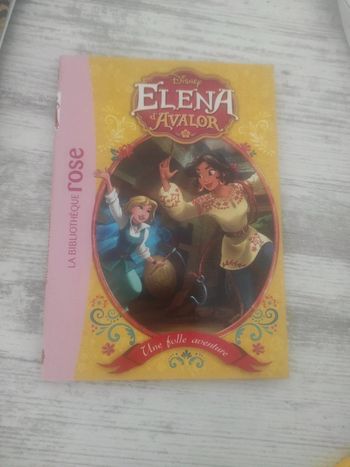 Disney
ELENA
d'AVALOR
LA BIBLIOTHÈQUE rose
Une folle aventure